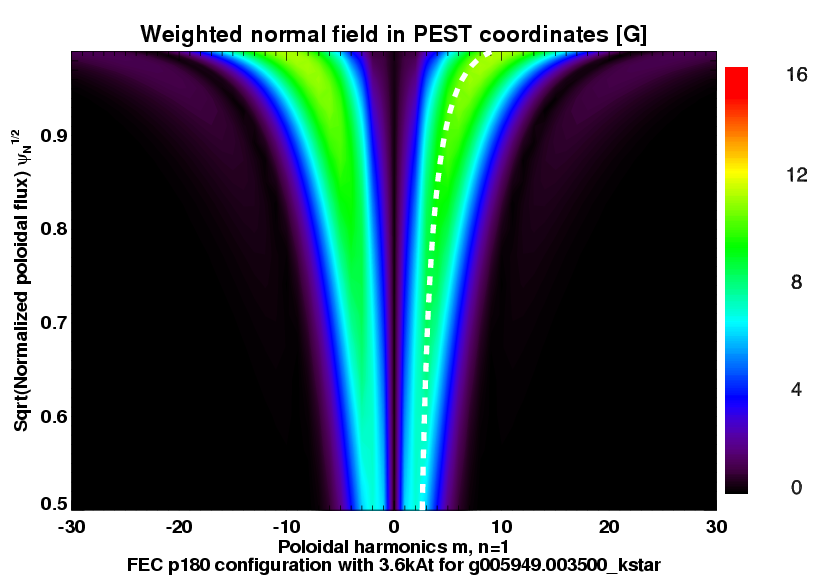 Weighted normal field in PEST coordinates [G]
Sqrt(Normalized poloidal flux) ψN^1/2
0.9
0.8
0.7
0.6
0.5
-30 -20 -10 0 10 20 30
Poloidal harmonics m, n=1
FEC p180 configuration with 3.6kAt for g005949.003500_kstar
16
12
8
4
0